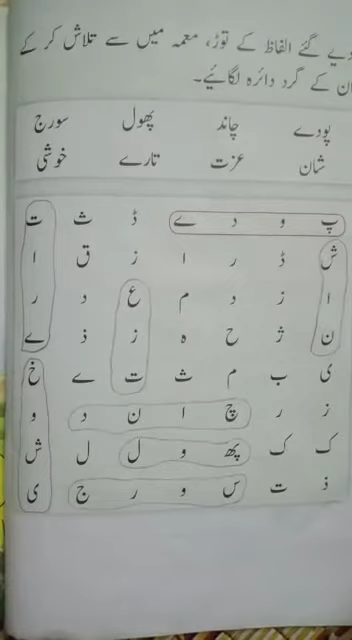 دیے گئے الفاظ کے توڑ، معمہ میں سے تلاش کر کے
ان کے گرد دائرہ لگائیے۔
پودے چاند پھول سورج
شان عزت تارے خوشی
پ و د ے ڈ ث ت
ش ڈ ر ا ز ق ا
ا ز د م ع د ر
ن ژ ح ہ ز ذ ے
ی ب م ث ت ے خ
ز ر چ ا ن د و
ک ک پھ و ل ل ش
ذ ت س و ر ج ی